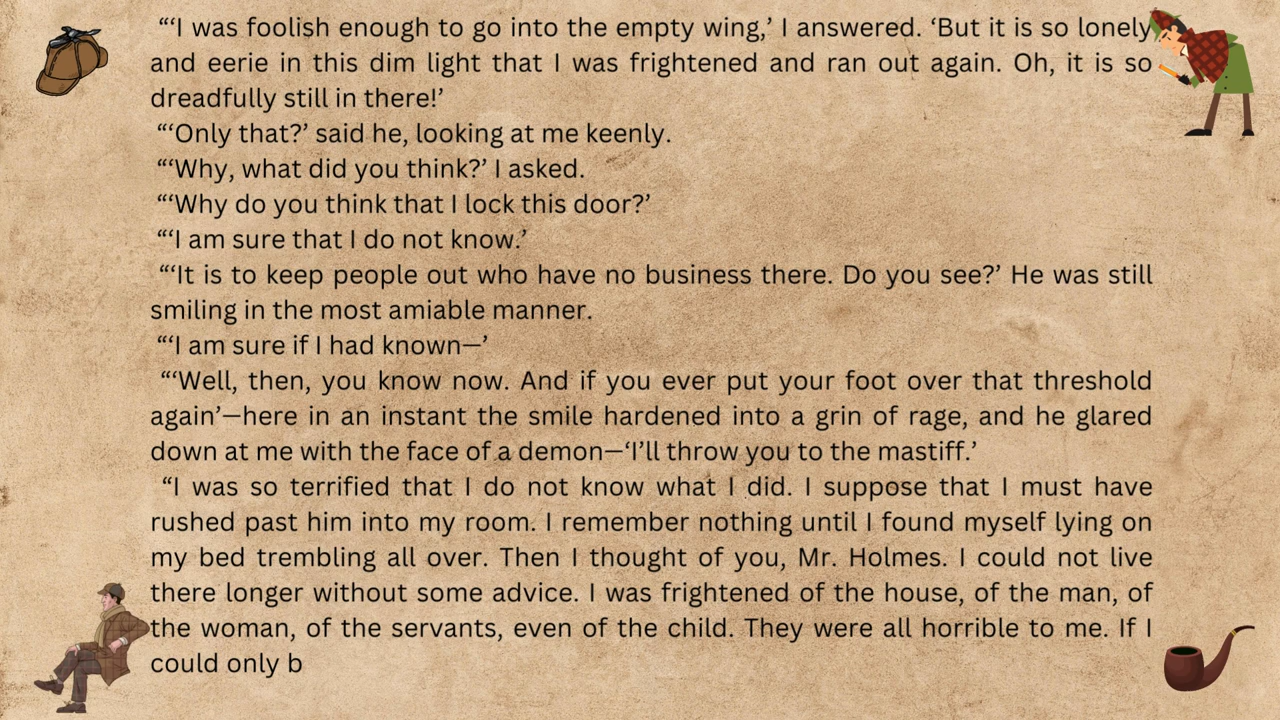 “‘I was foolish enough to go into the empty wing,’ I answered. ‘But it is so lonely
and eerie in this dim light that I was frightened and ran out again. Oh, it is so
dreadfully still in there!’
“‘Only that?’ said he, looking at me keenly.
“‘Why, what did you think?’ I asked.
“‘Why do you think that I lock this door?’
“‘I am sure that I do not know.’
“‘It is to keep people out who have no business there. Do you see?’ He was still
smiling in the most amiable manner.
“‘I am sure if I had known—’
“‘Well, then, you know now. And if you ever put your foot over that threshold
again’—here in an instant the smile hardened into a grin of rage, and he glared
down at me with the face of a demon—‘I’ll throw you to the mastiff.’
“I was so terrified that I do not know what I did. I suppose that I must have
rushed past him into my room. I remember nothing until I found myself lying on
my bed trembling all over. Then I thought of you, Mr. Holmes. I could not live
there longer without some advice. I was frightened of the house, of the man, of
the woman, of the servants, even of the child. They were all horrible to me. If I
could only b